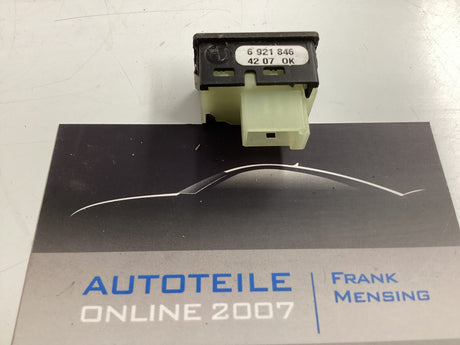 6 921 846
42 07 OK
AUTOTEILE
ONLINE 2007
FRANK
MENSING